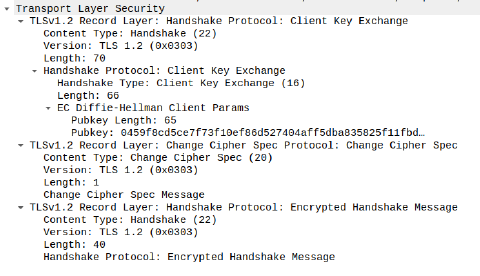 Transport Layer Security
TLSv1.2 Record Layer: Handshake Protocol: Client Key Exchange
Content Type: Handshake (22)
Version: TLS 1.2 (0x0303)
Length: 70
Handshake Protocol: Client Key Exchange
Handshake Type: Client Key Exchange (16)
Length: 66
EC Diffie-Hellman Client Params
Pubkey Length: 65
Pubkey: 0459f8cd5ce7f73f10ef86d527404aff5dba835825f11fbd…
TLSv1.2 Record Layer: Change Cipher Spec Protocol: Change Cipher Spec
Content Type: Change Cipher Spec (20)
Version: TLS 1.2 (0x0303)
Length: 1
Change Cipher Spec Message
TLSv1.2 Record Layer: Handshake Protocol: Encrypted Handshake Message
Content Type: Handshake (22)
Version: TLS 1.2 (0x0303)
Length: 40
Handshake Protocol: Encrypted Handshake Message